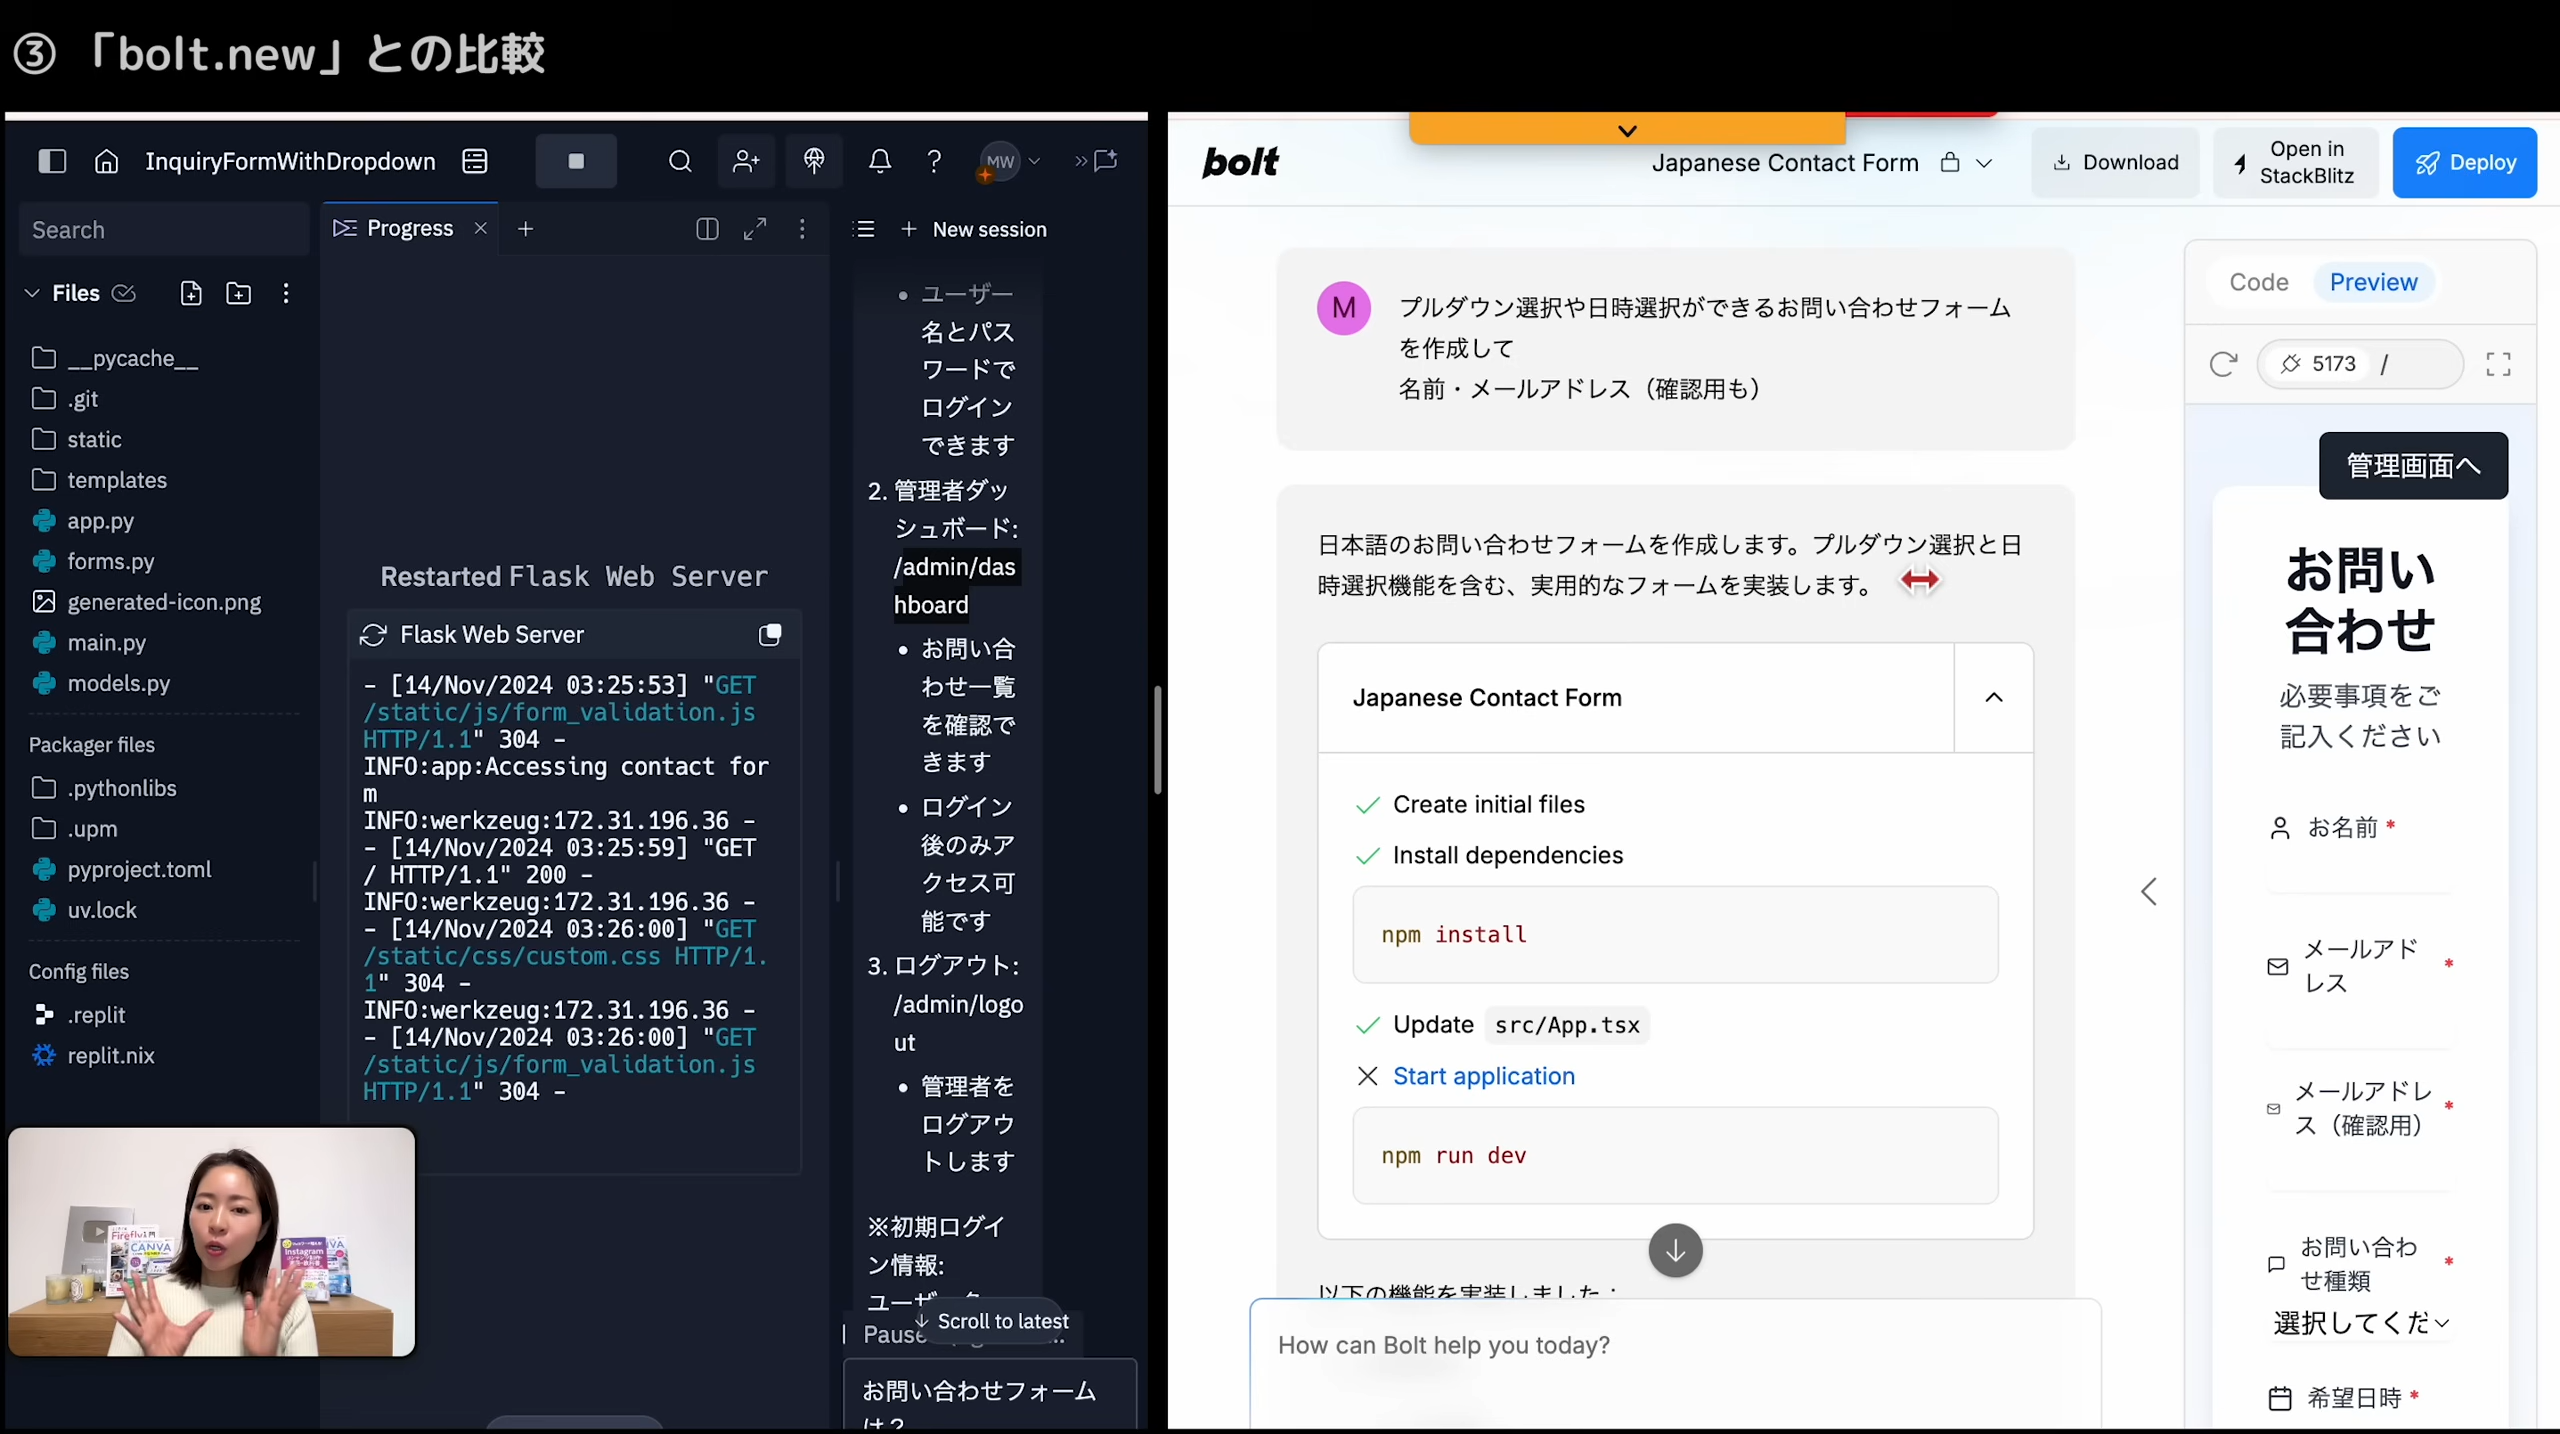 ③ 「bolt.new」との比較
InquiryFormWithDropdown
MW
Search
Files
__pycache__
.git
static
templates
app.py
forms.py
generated-icon.png
main.py
models.py
Packager files
.pythonlibs
.upm
pyproject.toml
uv.lock
Config files
.replit
replit.nix
Progress
Restarted Flask Web Server
Flask Web Server
- [14/Nov/2024 03:25:53] "GET
/static/js/form_validation.js
HTTP/1.1" 304 -
INFO:app:Accessing contact for
m
INFO:werkzeug:172.31.196.36 -
- [14/Nov/2024 03:25:59] "GET
/ HTTP/1.1" 200 -
INFO:werkzeug:172.31.196.36 -
- [14/Nov/2024 03:26:00] "GET
/static/css/custom.css HTTP/1.
1" 304 -
INFO:werkzeug:172.31.196.36 -
- [14/Nov/2024 03:26:00] "GET
/static/js/form_validation.js
HTTP/1.1" 304 -
Firefly
CANVA
Instagram
New session
• ユーザー
名とパス
ワードで
ログイン
できます
2. 管理者ダッ
シュボード:
/admin/das
hboard
• お問い合
わせ一覧
を確認で
きます
• ログイン
後のみア
クセス可
能です
3. ログアウト:
/admin/logo
ut
• 管理者を
ログアウ
トします
※初期ログイ
ン情報:
Scroll to latest
Pause
お問い合わせフォーム
は？
bolt
Japanese Contact Form
Download
Open in
StackBlitz
Deploy
M
プルダウン選択や日時選択ができるお問い合わせフォーム
を作成して
名前・メールアドレス（確認用も）
日本語のお問い合わせフォームを作成します。プルダウン選択と日
時選択機能を含む、実用的なフォームを実装します。
Japanese Contact Form
Create initial files
Install dependencies
npm install
Update src/App.tsx
Start application
npm run dev
以下の機能を実装しました：
How can Bolt help you today?
Code
Preview
5173 /
管理画面へ
お問い
合わせ
必要事項をご
記入ください
お名前 *
メールアド
レス *
メールアドレ
ス（確認用） *
お問い合わ
せ種類 *
選択してくだ
希望日時 *